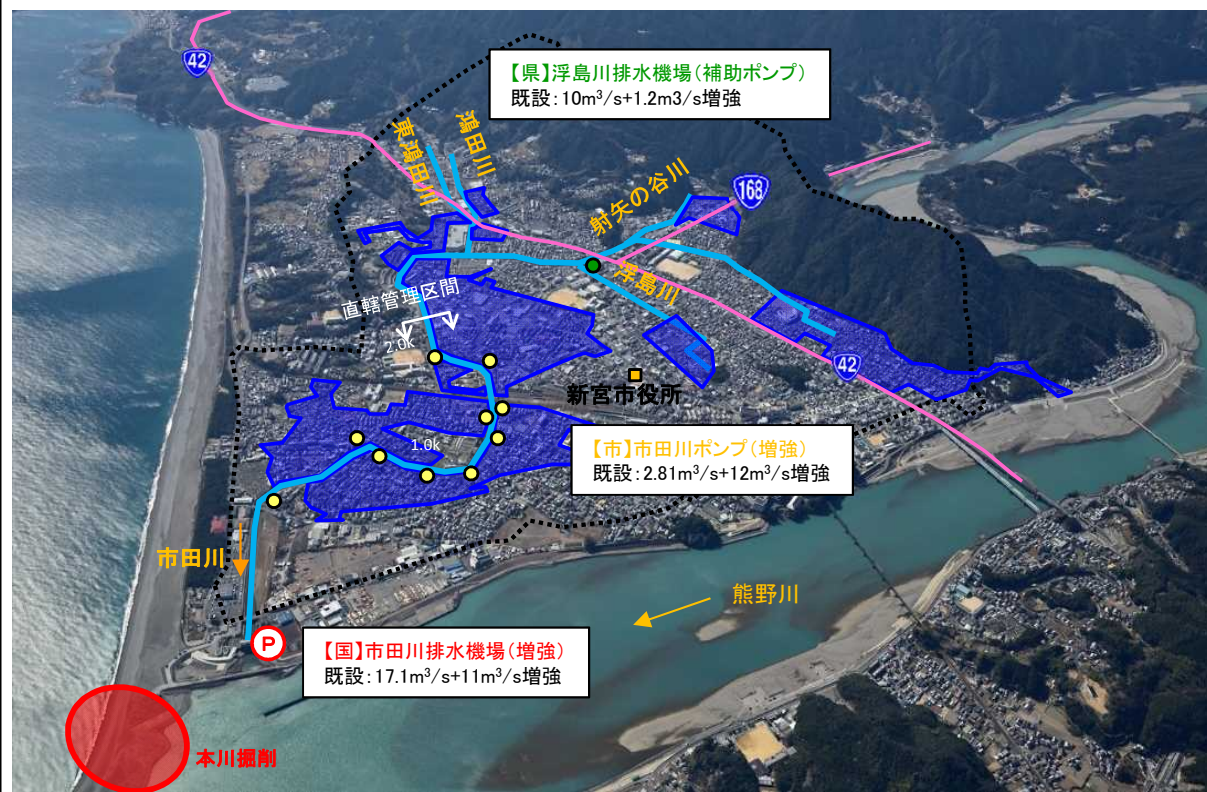 42
【県】浮島川排水機場(補助ポンプ)
既設:10m³/s+1.2m3/s増強
東鴻田川
鴻田川
射矢の谷川
168
浮島川
直轄管理区間
2.0k
42
新宮市役所
1.0k
【市】市田川ポンプ(増強)
既設:2.81m³/s+12m³/s増強
市田川
熊野川
P
【国】市田川排水機場(増強)
既設:17.1m³/s+11m³/s増強
本川掘削